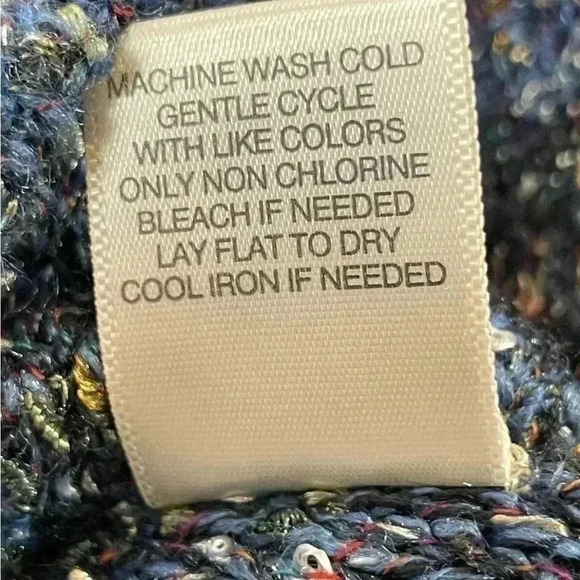 MACHINE WASH COLD
GENTLE CYCLE
WITH LIKE COLORS
ONLY NON CHLORINE
BLEACH IF NEEDED
LAY FLAT TO DRY
COOL IRON IF NEEDED